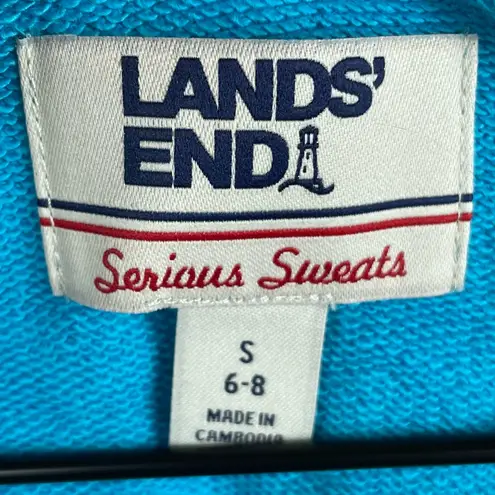 LANDS'
END
Serious Sweats
S
6-8
MADE IN
CAMBODIA